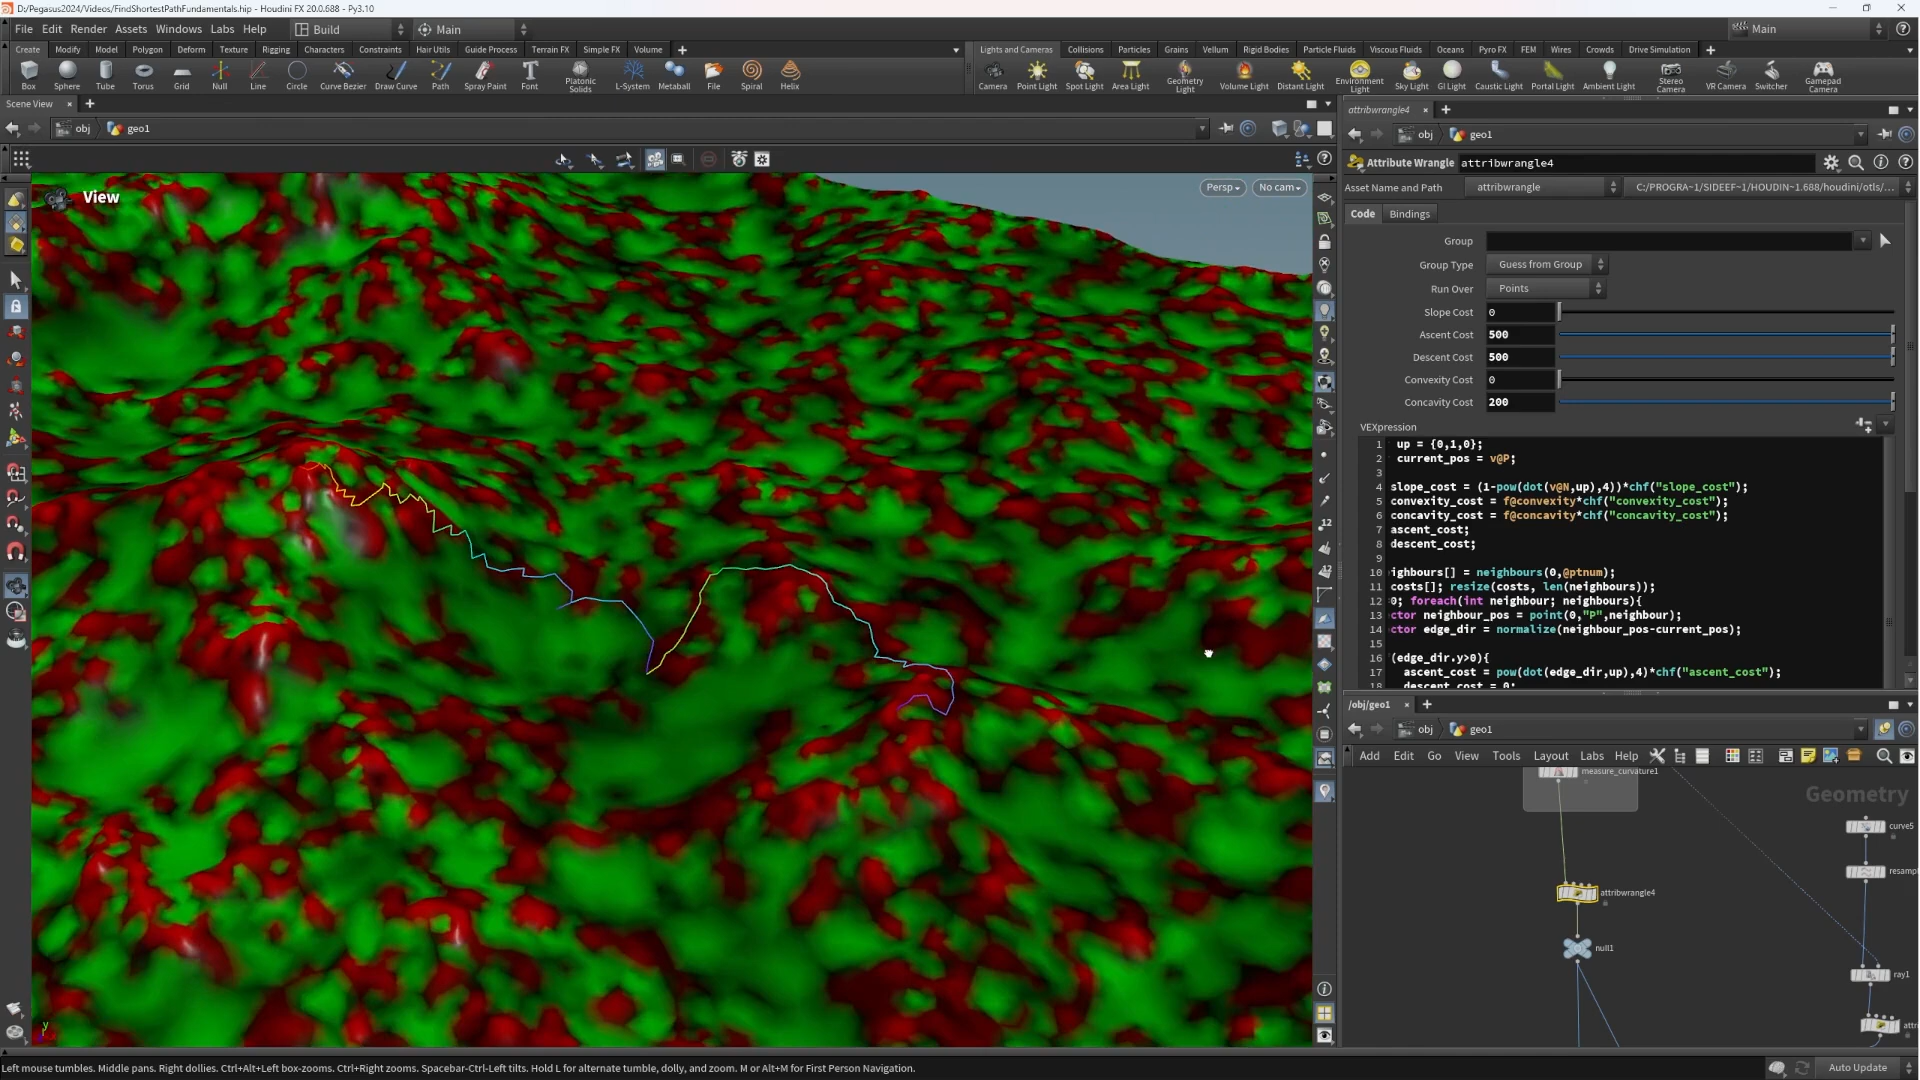 D:/Pegasus2024/Videos/FindShortestPathFundamentals.hip - Houdini FX 20.0.688 - Py3.10
File Edit Render Assets Windows Labs Help Build Main Main
Create Modify Model Polygon Deform Texture Rigging Characters Constraints Hair Utils Guide Process Terrain FX Simple FX Volume
Lights and Cameras Collisions Particles Grains Vellum Rigid Bodies Particle Fluids Viscous Fluids Oceans Pyro FX FEM Wires Crowds Drive Simulation
Box Sphere Tube Torus Grid Null Line Circle Curve Bezier Draw Curve Path Spray Paint Font Platonic Solids L-System Metaball File Spiral Helix
Camera Point Light Spot Light Area Light Geometry Light Volume Light Distant Light Environment Light Sky Light GI Light Caustic Light Portal Light Ambient Light Stereo Camera VR Camera Switcher Gamepad Camera
Scene View
obj geo1
View
Persp No cam
attribwrangle4
obj geo1
Attribute Wrangle attribwrangle4
Asset Name and Path attribwrangle C:/PROGRA~1/SIDEEF~1/HOUDIN~1.688/houdini/otls/...
Code Bindings
Group
Group Type Guess from Group
Run Over Points
Slope Cost 0
Ascent Cost 500
Descent Cost 500
Convexity Cost 0
Concavity Cost 200
VEXpression
1 up = {0,1,0};
2 current_pos = v@P;
3
4 slope_cost = (1-pow(dot(v@N,up),4))*chf("slope_cost");
5 convexity_cost = f@convexity*chf("convexity_cost");
6 concavity_cost = f@concavity*chf("concavity_cost");
7 ascent_cost;
8 descent_cost;
9
10 ighbours[] = neighbours(0,@ptnum);
11 costs[]; resize(costs, len(neighbours));
12 0; foreach(int neighbour; neighbours){
13 ctor neighbour_pos = point(0,"P",neighbour);
14 ctor edge_dir = normalize(neighbour_pos-current_pos);
15
16 (edge_dir.y>0){
17 ascent_cost = pow(dot(edge_dir,up),4)*chf("ascent_cost");
18 descent_cost = 0;
/obj/geo1
obj geo1
Add Edit Go View Tools Layout Labs Help
measure_curvature1
Geometry
curve5
resampl
attribwrangle4
null1
ray1
attri
Left mouse tumbles. Middle pans. Right dollies. Ctrl+Alt+Left box-zooms. Ctrl+Right zooms. Spacebar-Ctrl-Left tilts. Hold L for alternate tumble, dolly, and zoom. M or Alt+M for First Person Navigation.
Auto Update